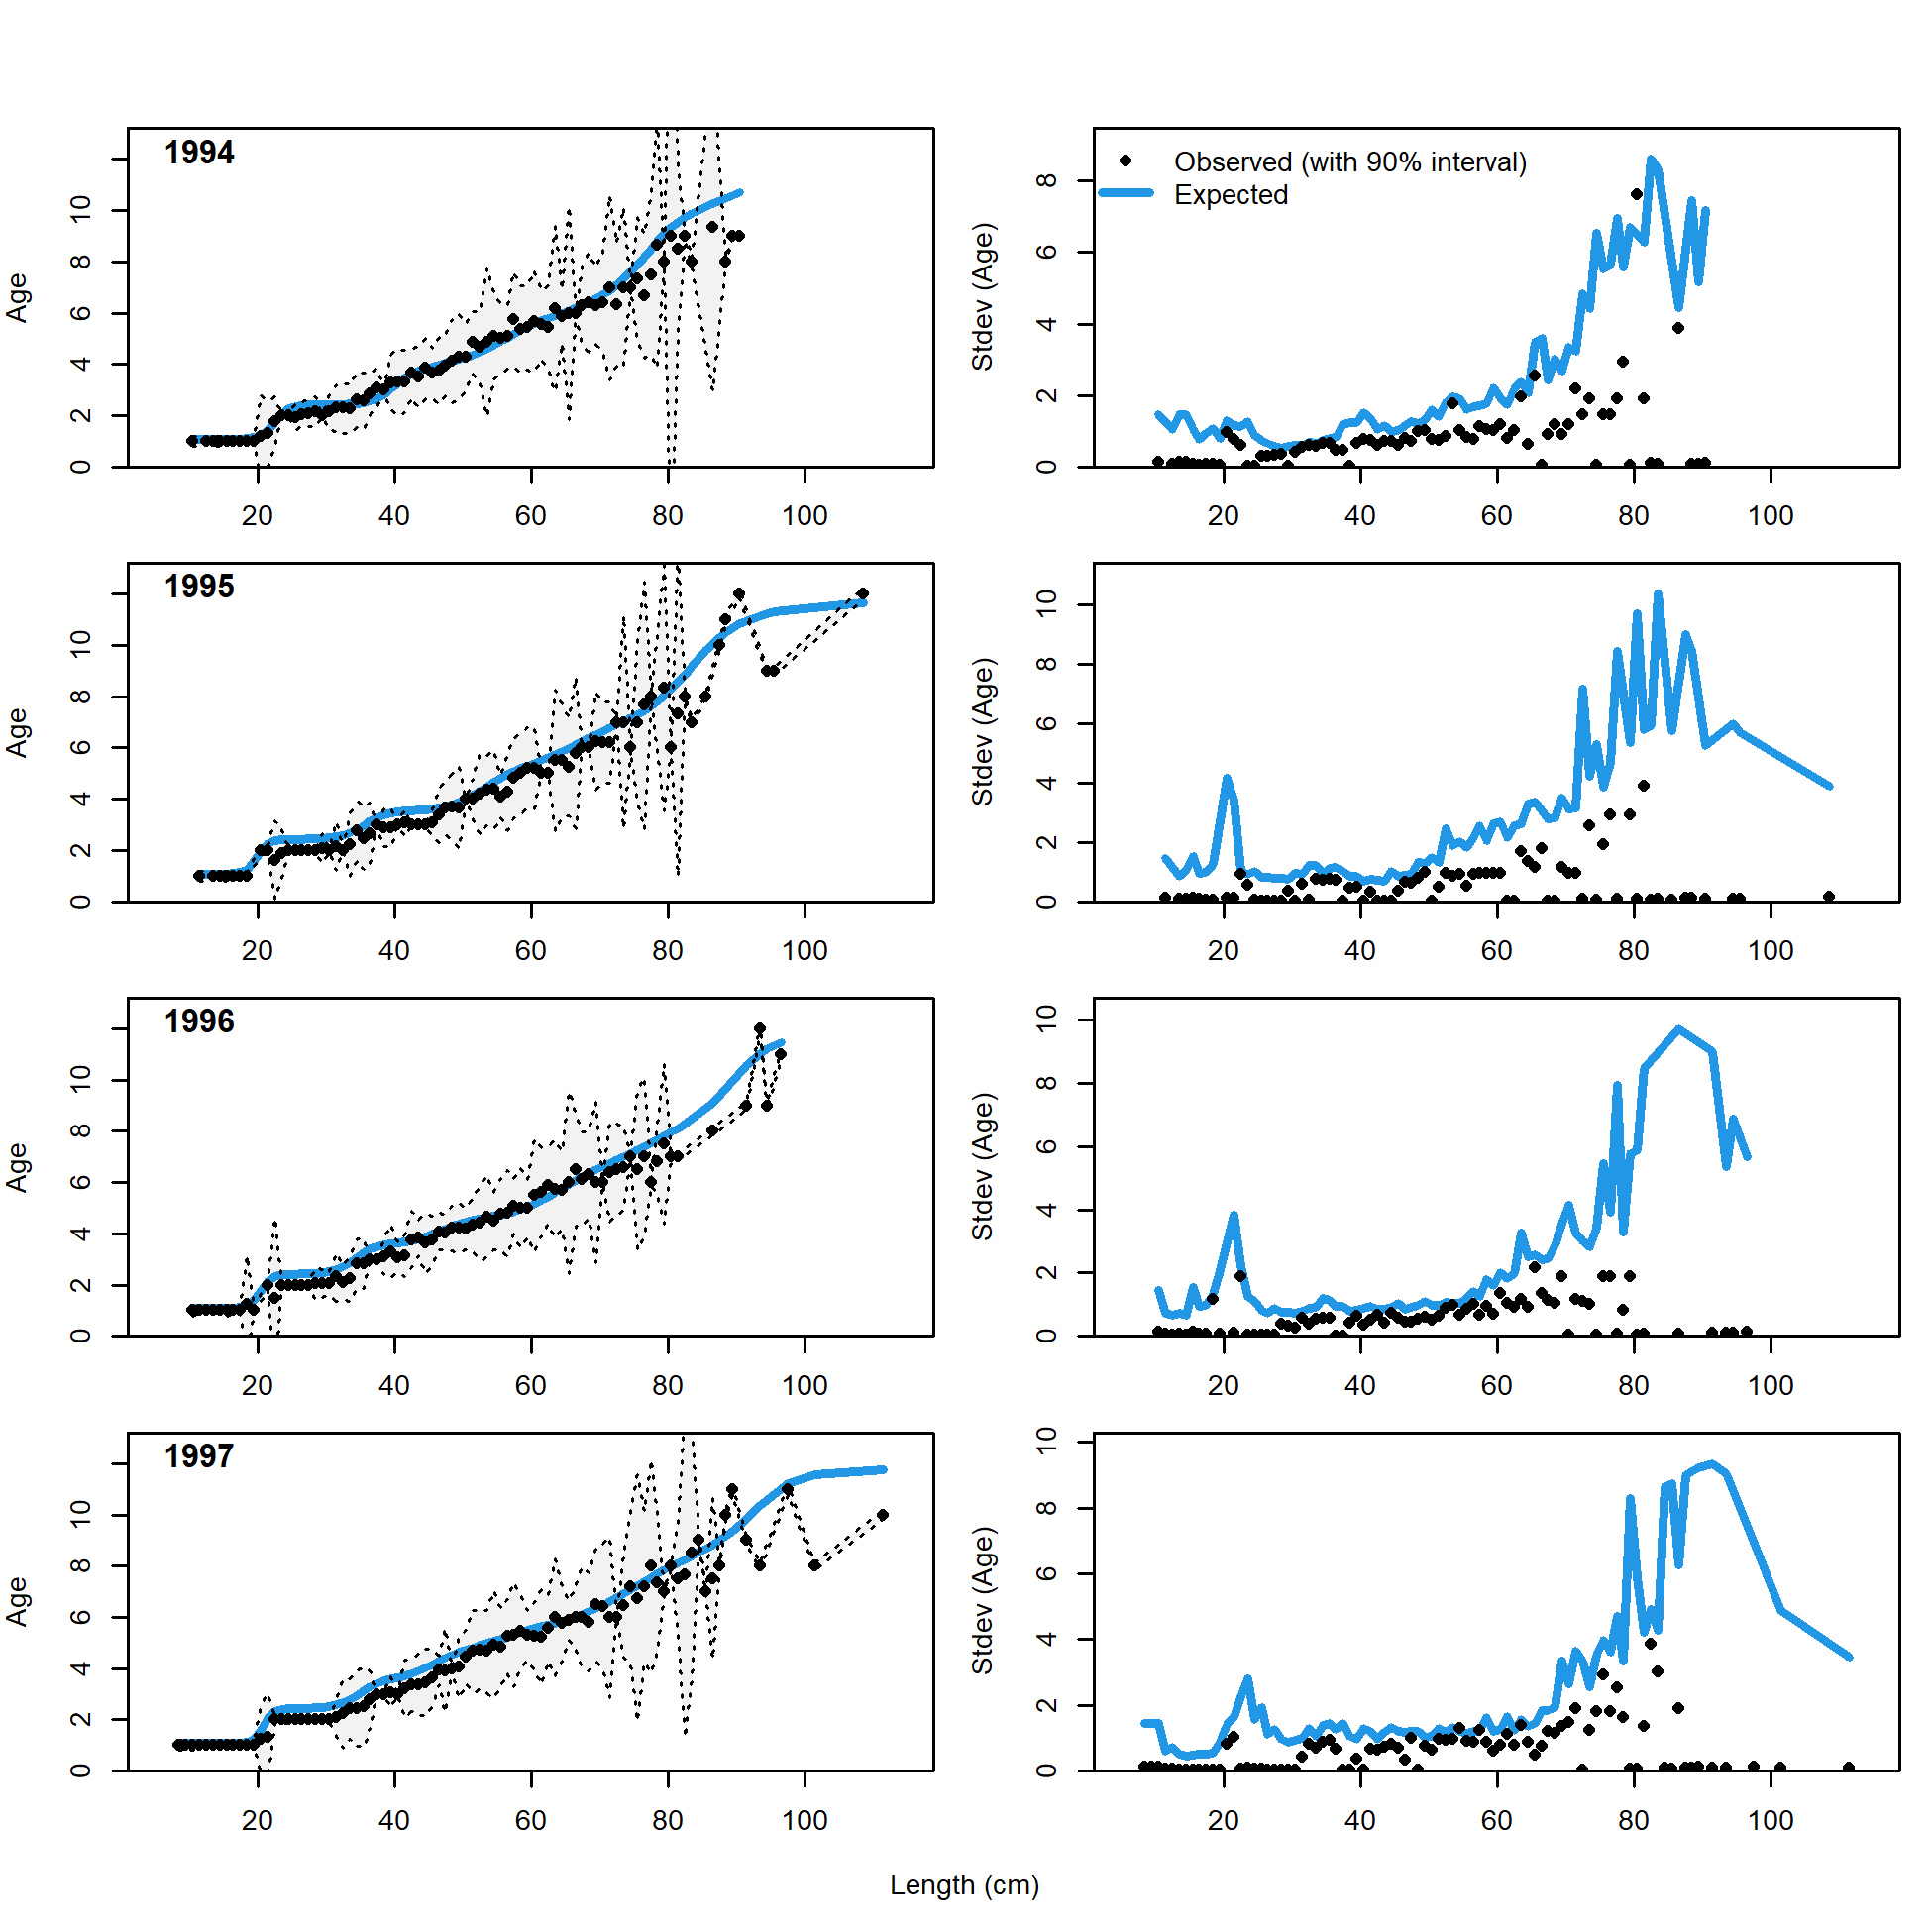 1994
Age
0 2 4 6 8 10
20 40 60 80 100
Observed (with 90% interval)
Expected
Stdev (Age)
0 2 4 6 8
20 40 60 80 100
1995
Age
0 2 4 6 8 10
20 40 60 80 100
Stdev (Age)
0 2 4 6 8 10
20 40 60 80 100
1996
Age
0 2 4 6 8 10
20 40 60 80 100
Stdev (Age)
0 2 4 6 8 10
20 40 60 80 100
1997
Age
0 2 4 6 8 10
20 40 60 80 100
Stdev (Age)
0 2 4 6 8 10
20 40 60 80 100
Length (cm)